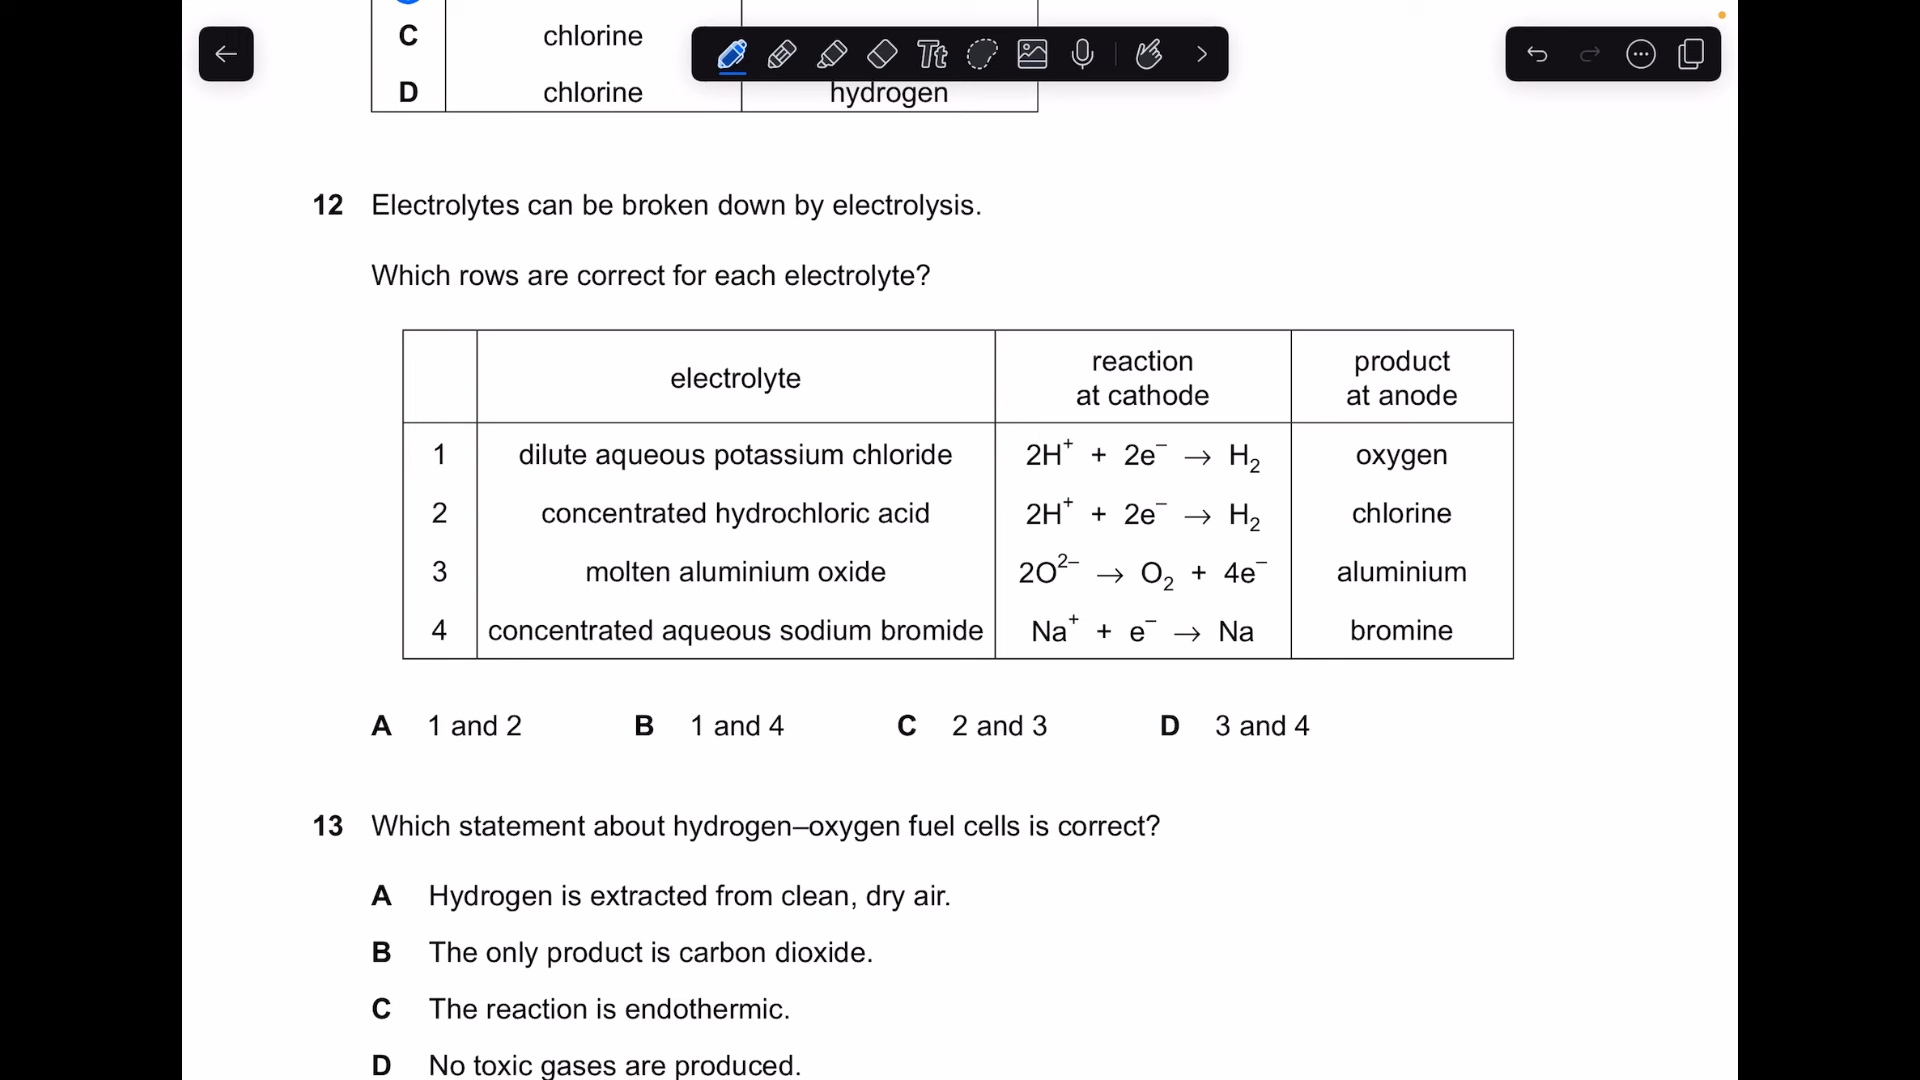 C chlorine
Tt
D chlorine hydrogen
12 Electrolytes can be broken down by electrolysis.
Which rows are correct for each electrolyte?
electrolyte reaction at cathode product at anode
1 dilute aqueous potassium chloride 2H⁺ + 2e⁻ → H₂ oxygen
2 concentrated hydrochloric acid 2H⁺ + 2e⁻ → H₂ chlorine
3 molten aluminium oxide 2O²⁻ → O₂ + 4e⁻ aluminium
4 concentrated aqueous sodium bromide Na⁺ + e⁻ → Na bromine
A 1 and 2 B 1 and 4 C 2 and 3 D 3 and 4
13 Which statement about hydrogen–oxygen fuel cells is correct?
A Hydrogen is extracted from clean, dry air.
B The only product is carbon dioxide.
C The reaction is endothermic.
D No toxic gases are produced.